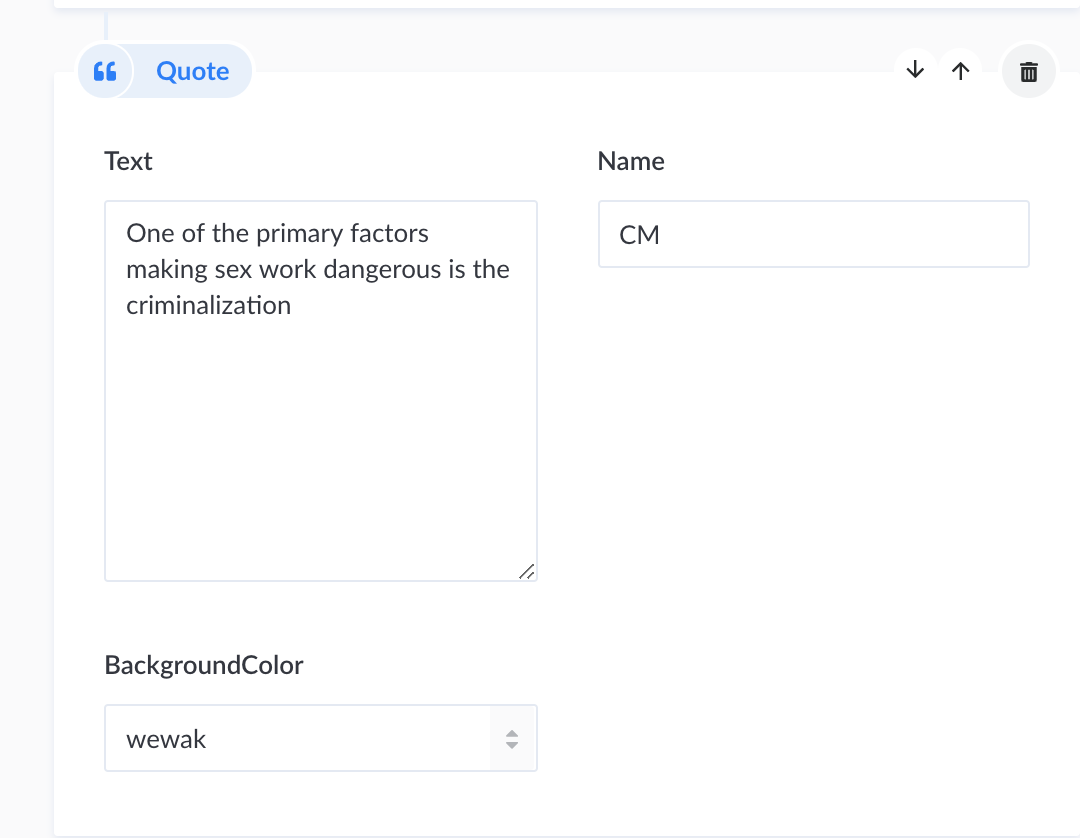 Quote
Text
Name
One of the primary factors
making sex work dangerous is the
criminalization
CM
BackgroundColor
wewak